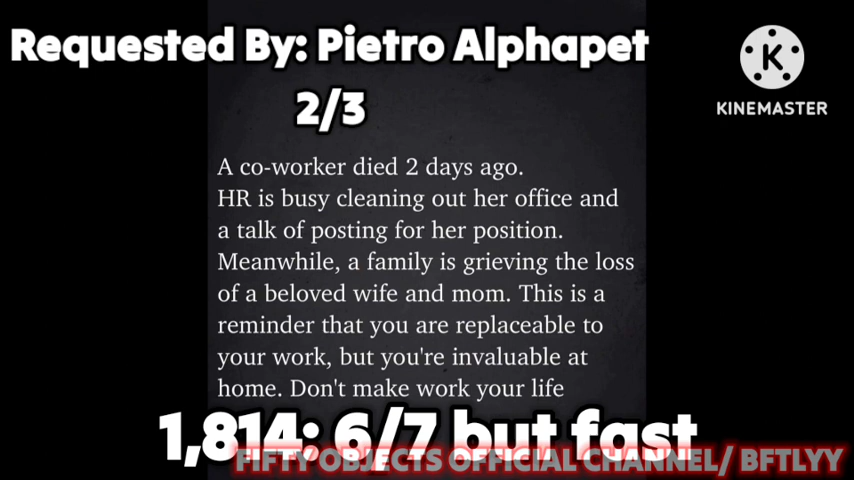 Requested By: Pietro Alphapet
2/3
KINEMASTER
A co-worker died 2 days ago.
HR is busy cleaning out her office and
a talk of posting for her position.
Meanwhile, a family is grieving the loss
of a beloved wife and mom. This is a
reminder that you are replaceable to
your work, but you're invaluable at
home. Don't make work your life
1,814; 6/7 but fast
FIFTY OBJECTS OFFICIAL CHANNEL/ BFTLYY